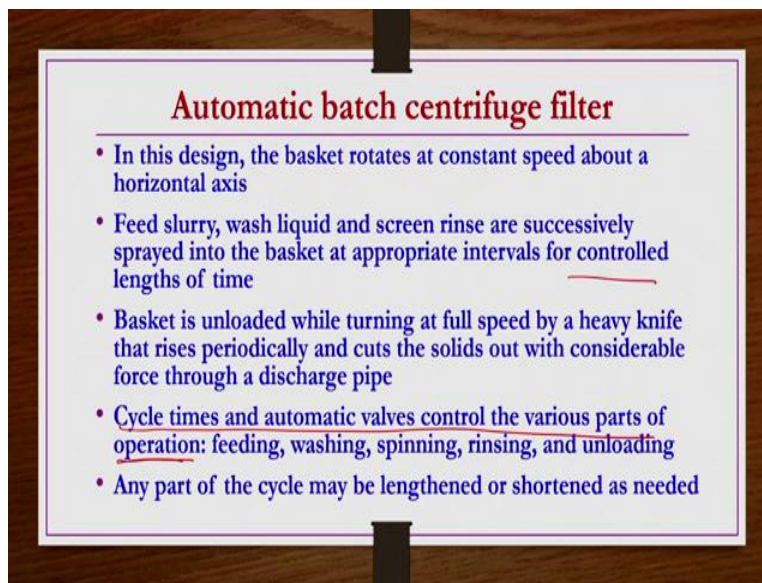 Automatic batch centrifuge filter
• In this design, the basket rotates at constant speed about a
horizontal axis
• Feed slurry, wash liquid and screen rinse are successively
sprayed into the basket at appropriate intervals for controlled
lengths of time
• Basket is unloaded while turning at full speed by a heavy knife
that rises periodically and cuts the solids out with considerable
force through a discharge pipe
• Cycle times and automatic valves control the various parts of
operation: feeding, washing, spinning, rinsing, and unloading
• Any part of the cycle may be lengthened or shortened as needed